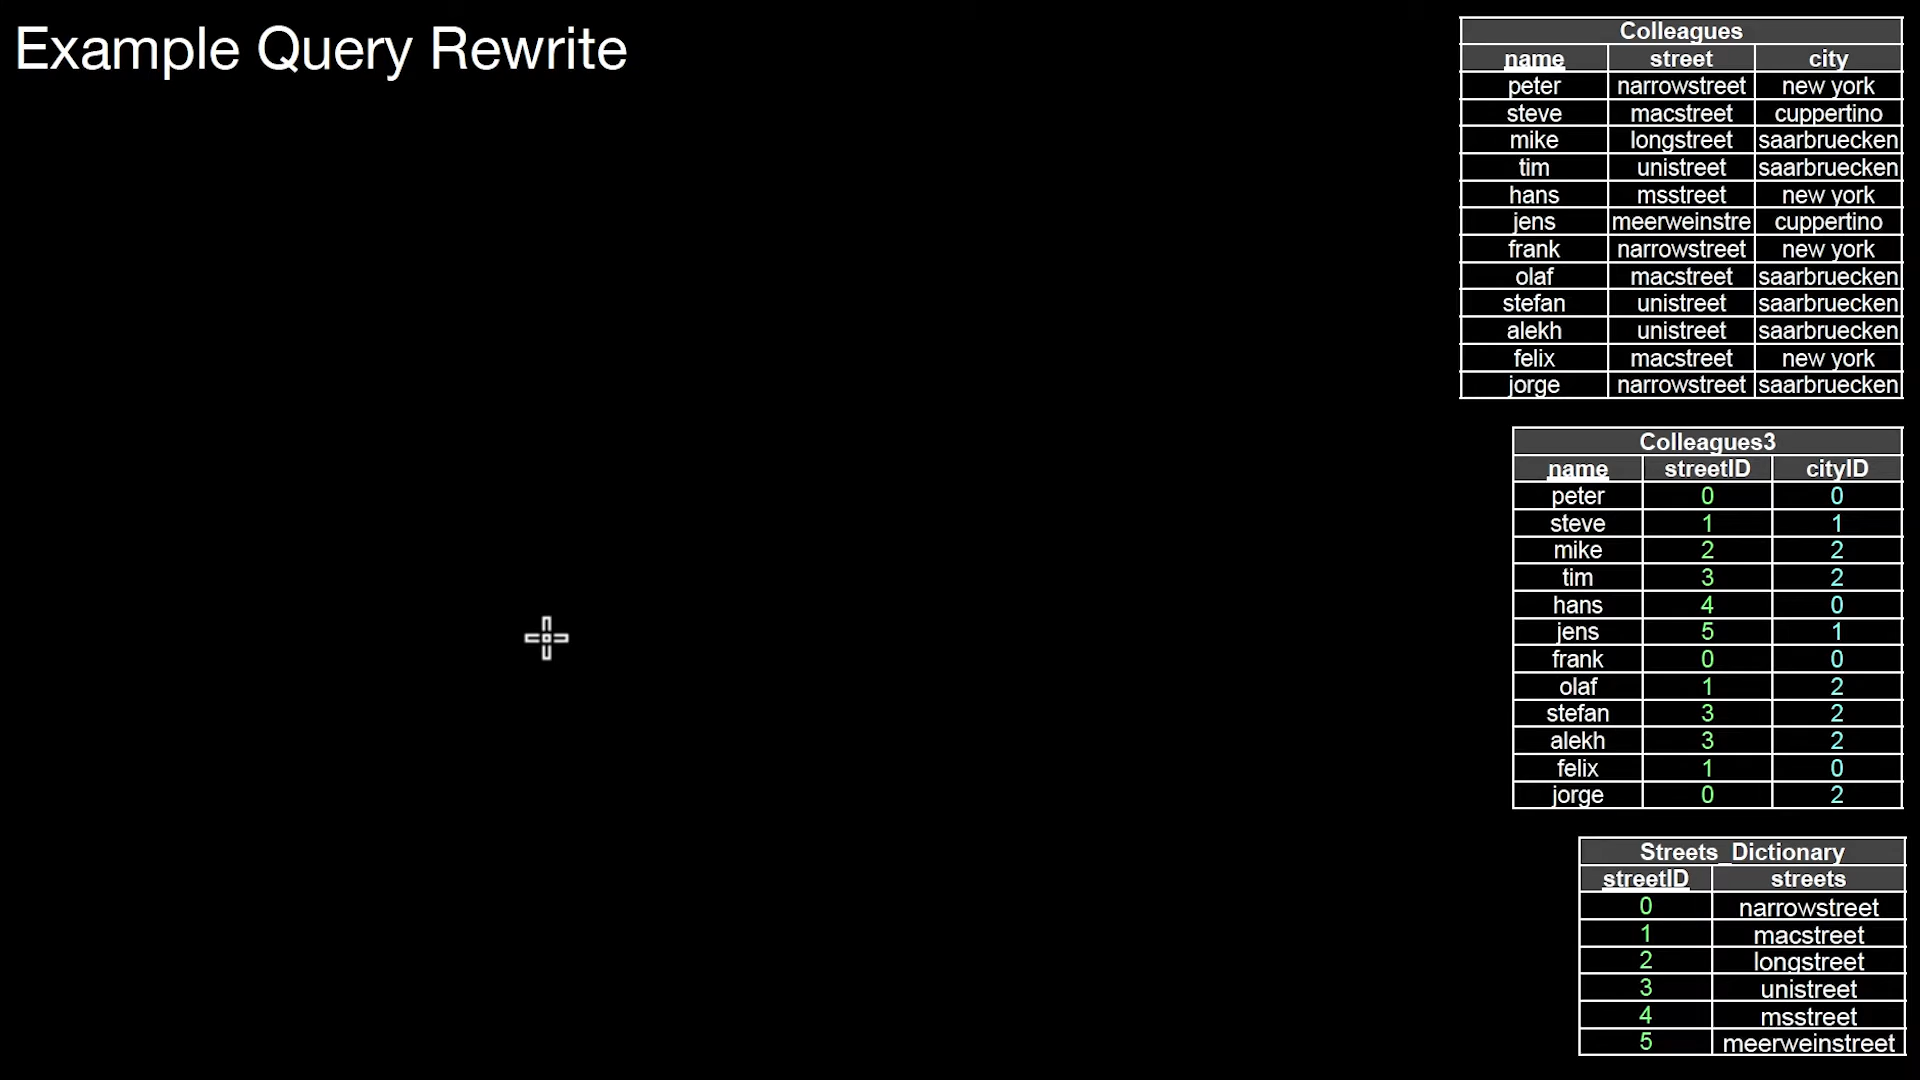 Example Query Rewrite
Colleagues
name street city
peter narrowstreet new york
steve macstreet cuppertino
mike longstreet saarbruecken
tim unistreet saarbruecken
hans msstreet new york
jens meerweinstre cuppertino
frank narrowstreet new york
olaf macstreet saarbruecken
stefan unistreet saarbruecken
alekh unistreet saarbruecken
felix macstreet new york
jorge narrowstreet saarbruecken
Colleagues3
name streetID cityID
peter 0 0
steve 1 1
mike 2 2
tim 3 2
hans 4 0
jens 5 1
frank 0 0
olaf 1 2
stefan 3 2
alekh 3 2
felix 1 0
jorge 0 2
Streets_Dictionary
streetID streets
0 narrowstreet
1 macstreet
2 longstreet
3 unistreet
4 msstreet
5 meerweinstreet